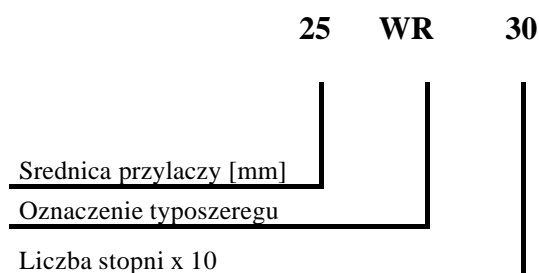 25 WR 30
Srednica przylaczy [mm]
Oznaczenie typoszeregu
Liczba stopni x 10